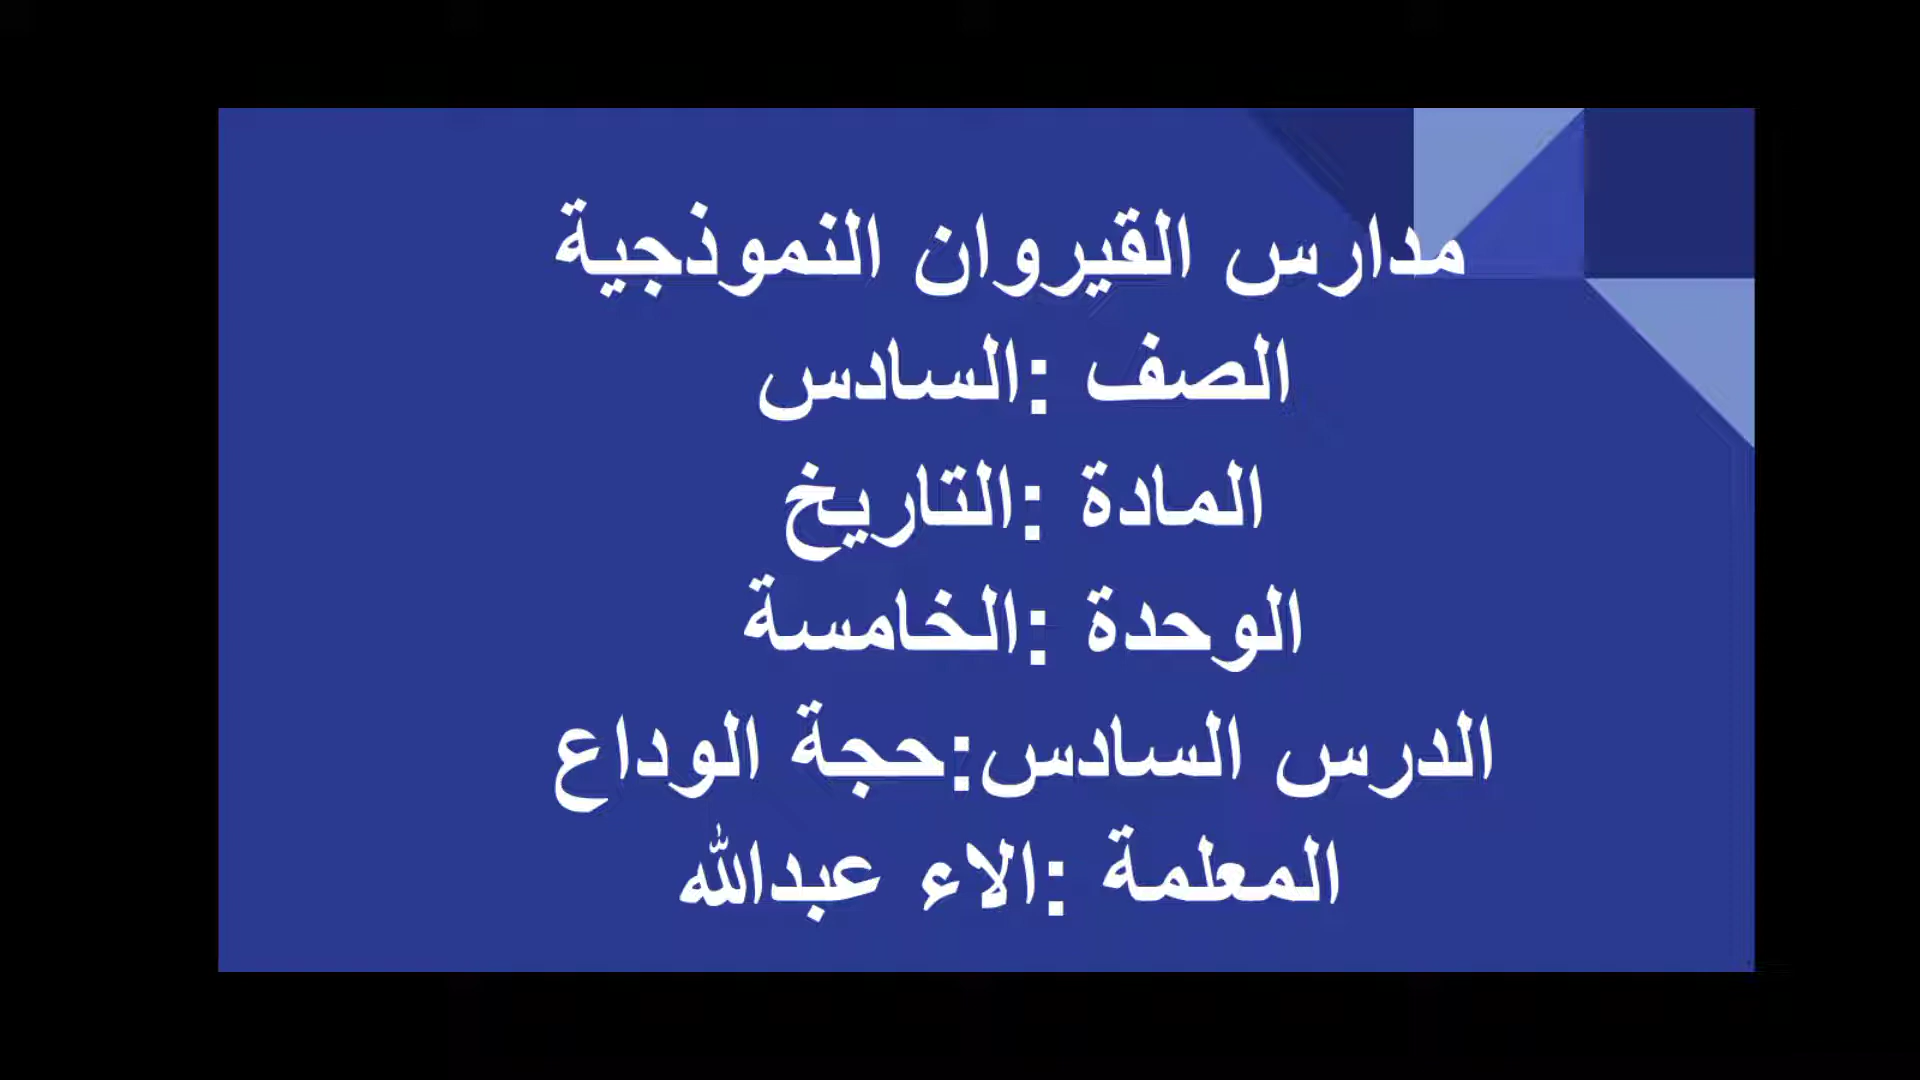 مدارس القيروان النموذجية
الصف :السادس
المادة :التاريخ
الوحدة :الخامسة
الدرس السادس:حجة الوداع
المعلمة :الاء عبدالله